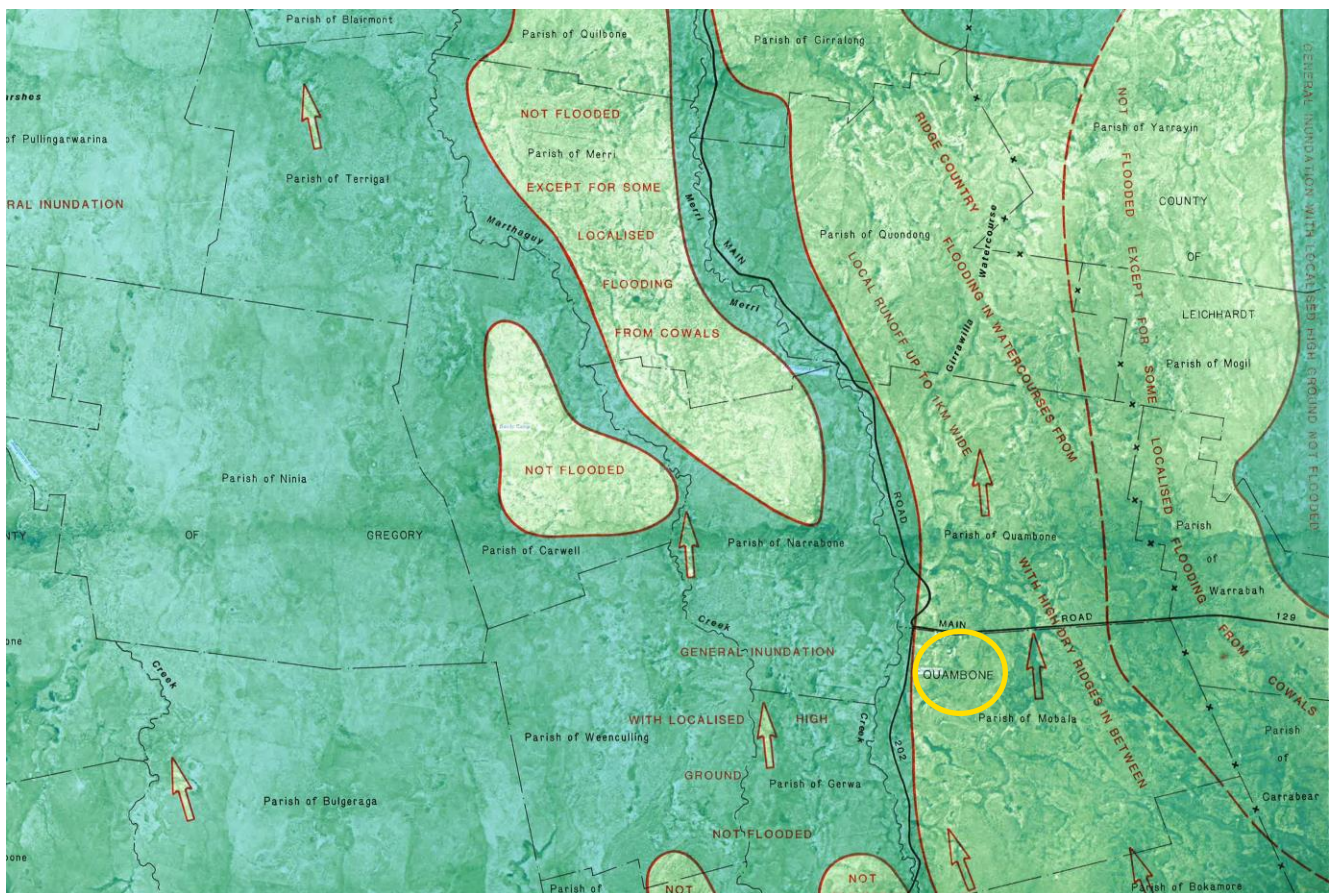 Parish of Blairmont
Parish of Quilbone
Parish of Girralong
arshes
of Pullingarwarina
NOT FLOODED
Parish of Merri
Parish of Yarrayin
Parish of Terrigal
EXCEPT FOR SOME
RAL INUNDATION
Marthaguy
Merri
MAIN
LOCALISED
FLOODING
FROM COWALS
Merri
Parish of Quondong
Girrawilla Watercourse
COUNTY
OF
LEICHHARDT
Parish of Mogil
RIDGE COUNTRY FLOODING IN WATERCOURSES FROM
LOCAL RUNOFF UP TO 1KM WIDE
WITH HIGH DRY RIDGES IN BETWEEN
NOT FLOODED EXCEPT FOR SOME LOCALISED FLOODING FROM COWALS
GENERAL INUNDATION WITH LOCALISED HIGH GROUND NOT FLOODED
NOT FLOODED
Parish of Ninia
ROAD
NTY
OF
GREGORY
Parish of Carwell
Parish of Narrabone
Parish of Quambone
Parish
of
Warrabah
Creek
MAIN
ROAD
129
one
Creek
GENERAL INUNDATION
QUAMBONE
WITH LOCALISED HIGH
Creek
202
Parish of Mobala
Parish of Weenculling
GROUND
Parish of Gerwa
Parish of Bulgeraga
Parish
of
Carrabear
NOT FLOODED
oone
Parish of
NOT
NOT
Parish of Bokamore